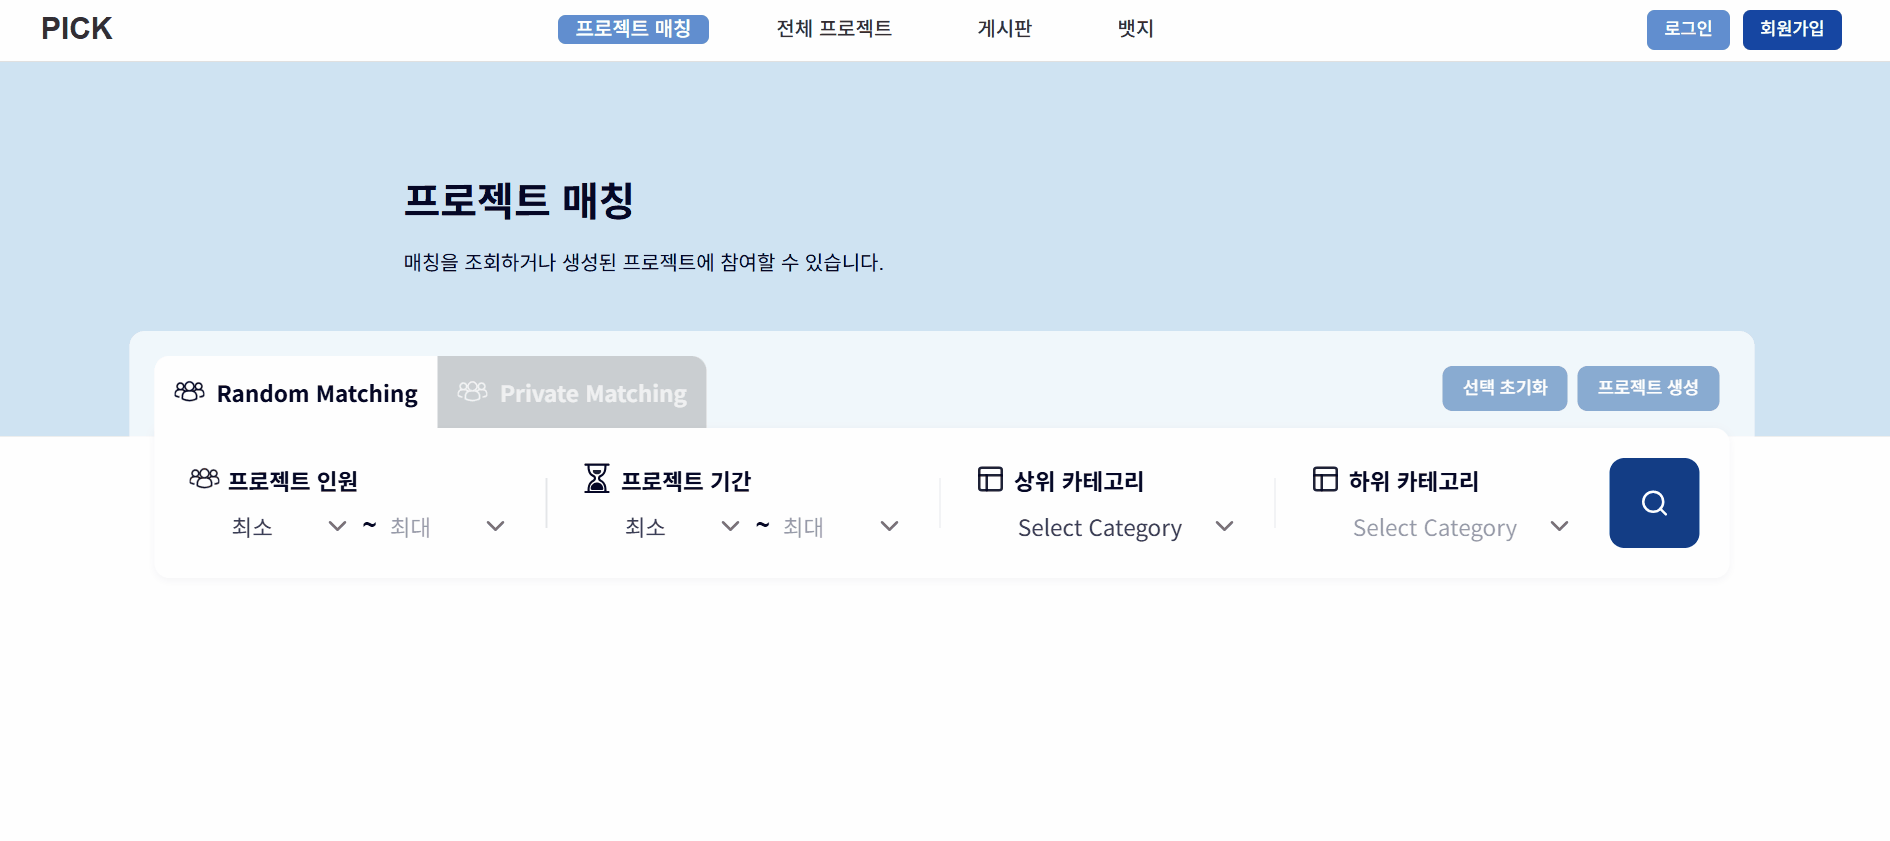 PICK 프로젝트 매칭 전체 프로젝트 게시판 뱃지 로그인 회원가입
프로젝트 매칭
매칭을 조회하거나 생성된 프로젝트에 참여할 수 있습니다.
Random Matching Private Matching 선택 초기화 프로젝트 생성
프로젝트 인원 프로젝트 기간 상위 카테고리 하위 카테고리
최소 ~ 최대 최소 ~ 최대 Select Category Select Category